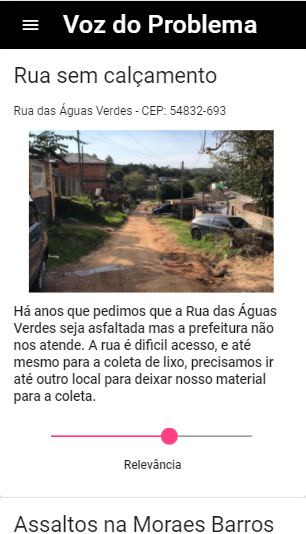 Voz do Problema
Rua sem calçamento
Rua das Águas Verdes - CEP: 54832-693
Há anos que pedimos que a Rua das Águas
Verdes seja asfaltada mas a prefeitura não
nos atende. A rua é dificil acesso, e até
mesmo para a coleta de lixo, precisamos ir
até outro local para deixar nosso material
para a coleta.
Relevância
Assaltos na Moraes Barros